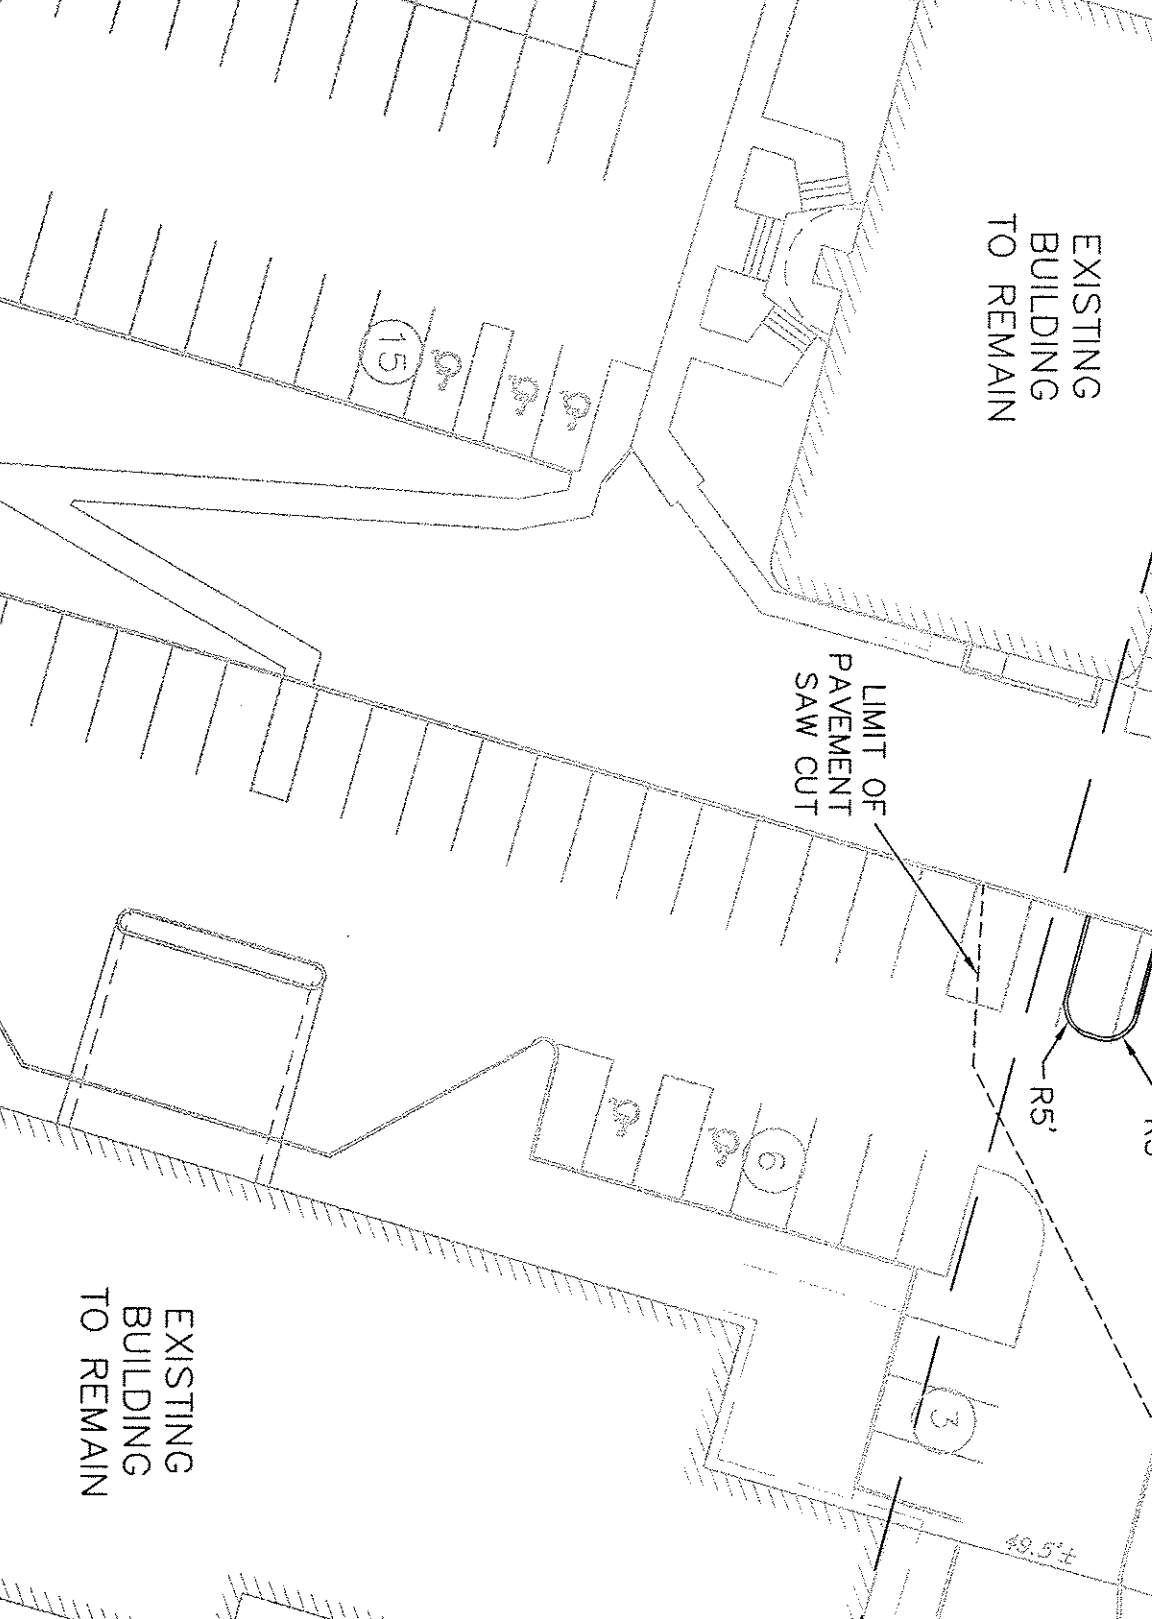 EXISTING
BUILDING
TO REMAIN
15
LIMIT OF
PAVEMENT
SAW CUT
R5'
6
3
49.5'±
EXISTING
BUILDING
TO REMAIN